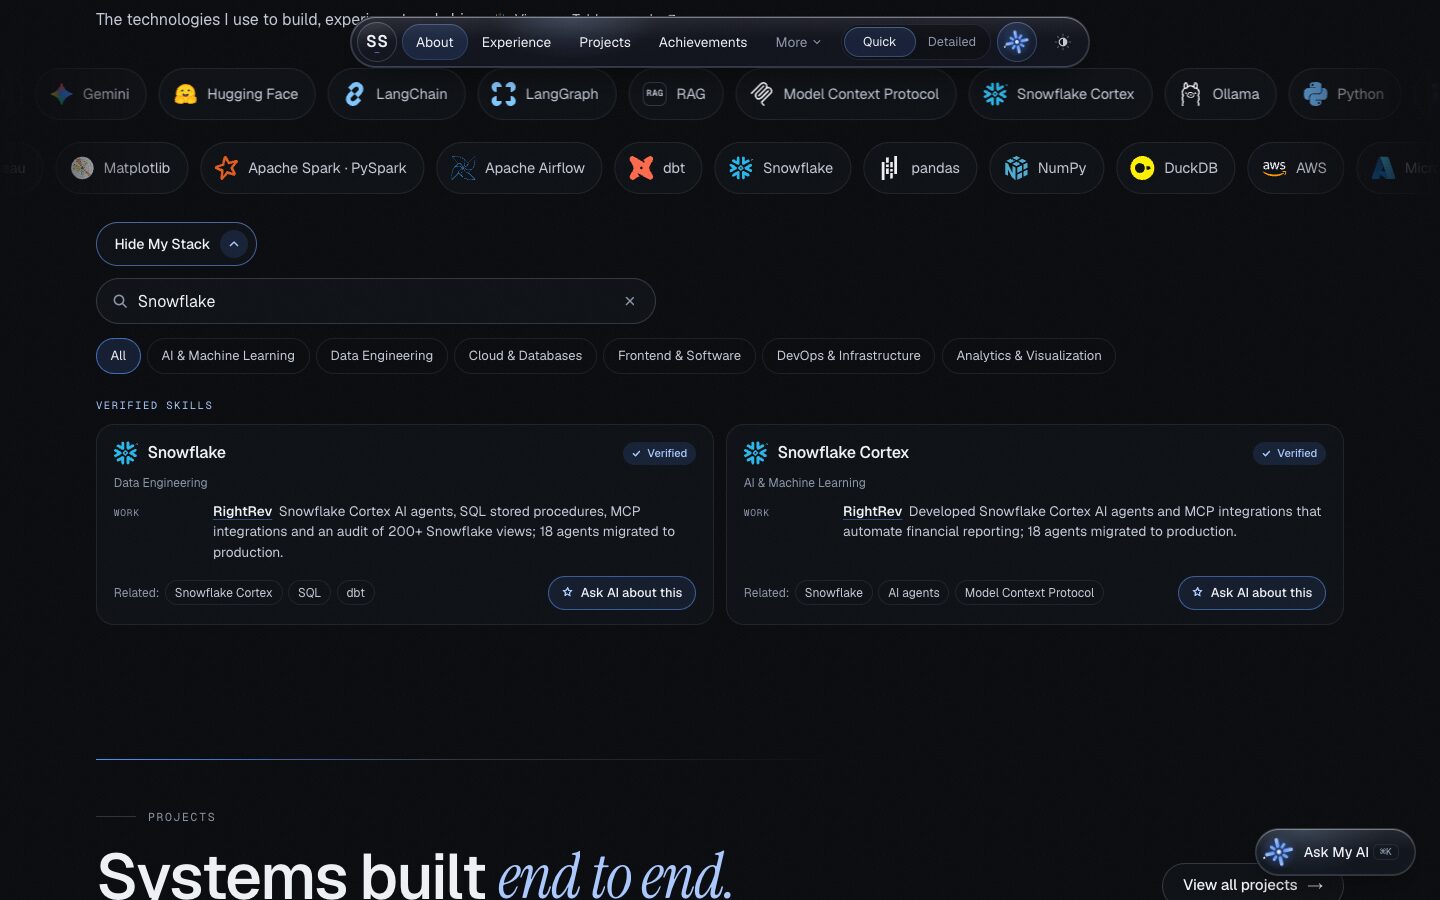 The technologies I use to build, experi
SS
About
Experience
Projects
Achievements
More
Quick
Detailed
Gemini
Hugging Face
LangChain
LangGraph
RAG RAG
Model Context Protocol
Snowflake Cortex
Ollama
Python
Matplotlib
Apache Spark · PySpark
Apache Airflow
dbt
Snowflake
pandas
NumPy
DuckDB
aws AWS
Hide My Stack
Snowflake
All
AI & Machine Learning
Data Engineering
Cloud & Databases
Frontend & Software
DevOps & Infrastructure
Analytics & Visualization
VERIFIED SKILLS
Snowflake
Verified
Data Engineering
WORK
RightRev Snowflake Cortex AI agents, SQL stored procedures, MCP
integrations and an audit of 200+ Snowflake views; 18 agents migrated to
production.
Related:
Snowflake Cortex
SQL
dbt
Ask AI about this
Snowflake Cortex
Verified
AI & Machine Learning
WORK
RightRev Developed Snowflake Cortex AI agents and MCP integrations that
automate financial reporting; 18 agents migrated to production.
Related:
Snowflake
AI agents
Model Context Protocol
Ask AI about this
PROJECTS
Systems built end to end.
View all projects →
Ask My AI ⌘K